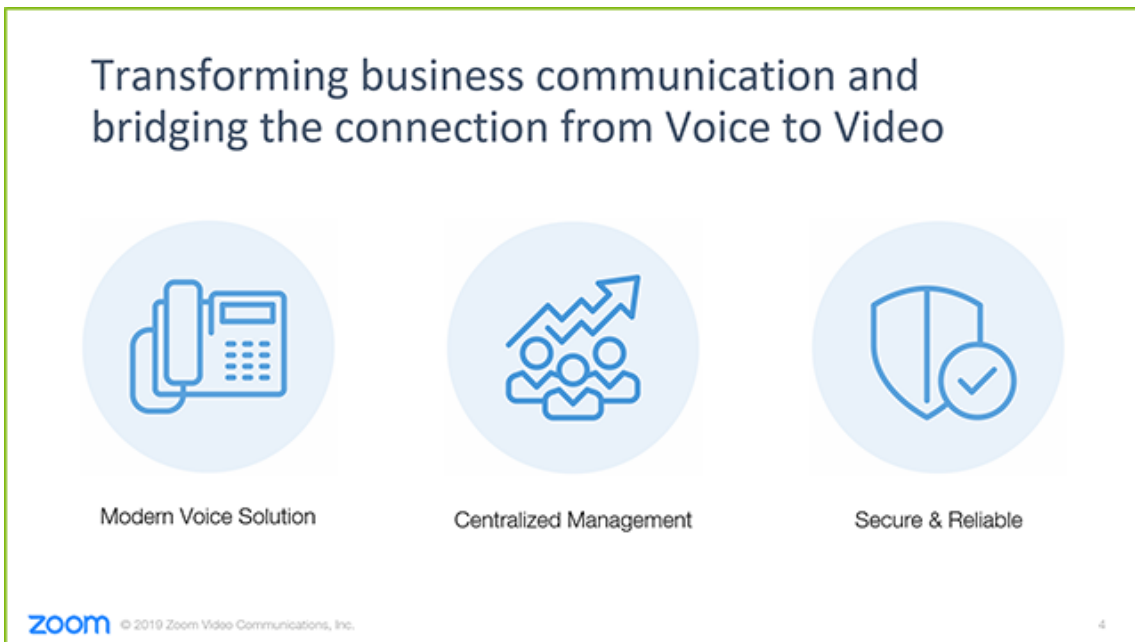 Transforming business communication and
bridging the connection from Voice to Video
Modern Voice Solution
Centralized Management
Secure & Reliable
zoom © 2019 Zoom Video Communications, Inc.
4